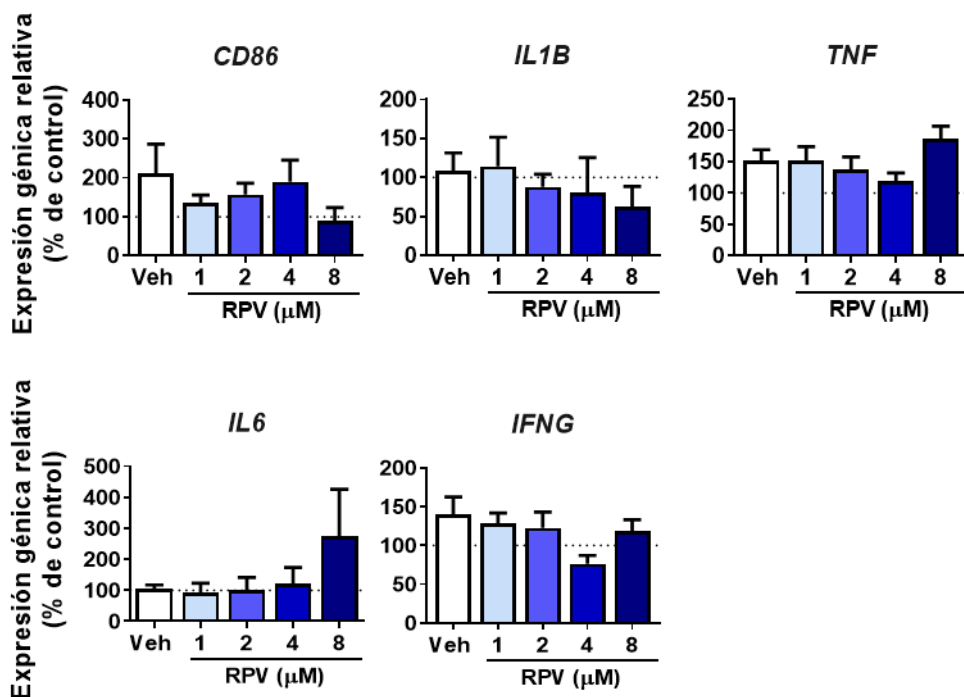 Expresión génica relativa
(% de control)
CD86
400
300
200
100
0
Veh 1 2 4 8
RPV (μM)
IL1B
200
150
100
50
0
Veh 1 2 4 8
RPV (μM)
TNF
250
200
150
100
50
0
Veh 1 2 4 8
RPV (μM)
Expresión génica relativa
(% de control)
IL6
500
400
300
200
100
0
Veh 1 2 4 8
RPV (μM)
IFNG
200
150
100
50
0
Veh 1 2 4 8
RPV (μM)